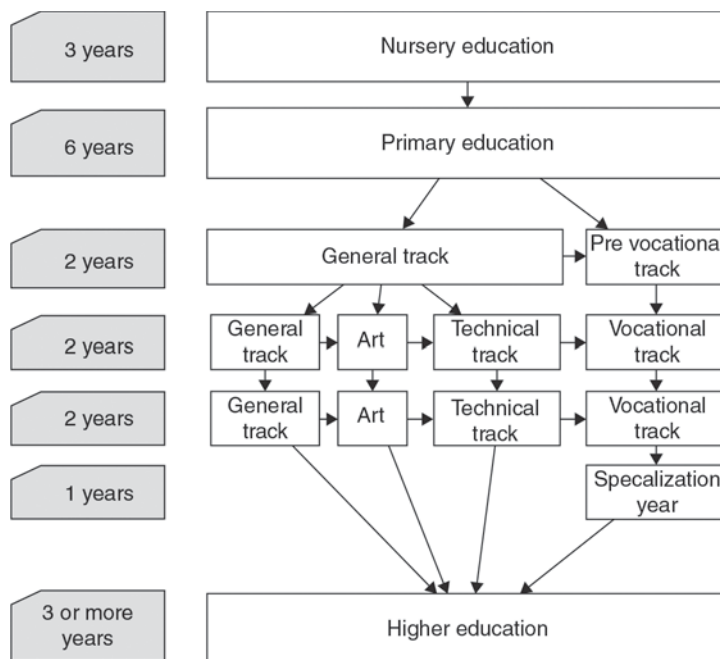 3 years
Nursery education
6 years
Primary education
2 years
General track
Pre vocational
track
2 years
General
track
Art
Technical
track
Vocational
track
2 years
General
track
Art
Technical
track
Vocational
track
1 years
Specalization
year
3 or more
years
Higher education